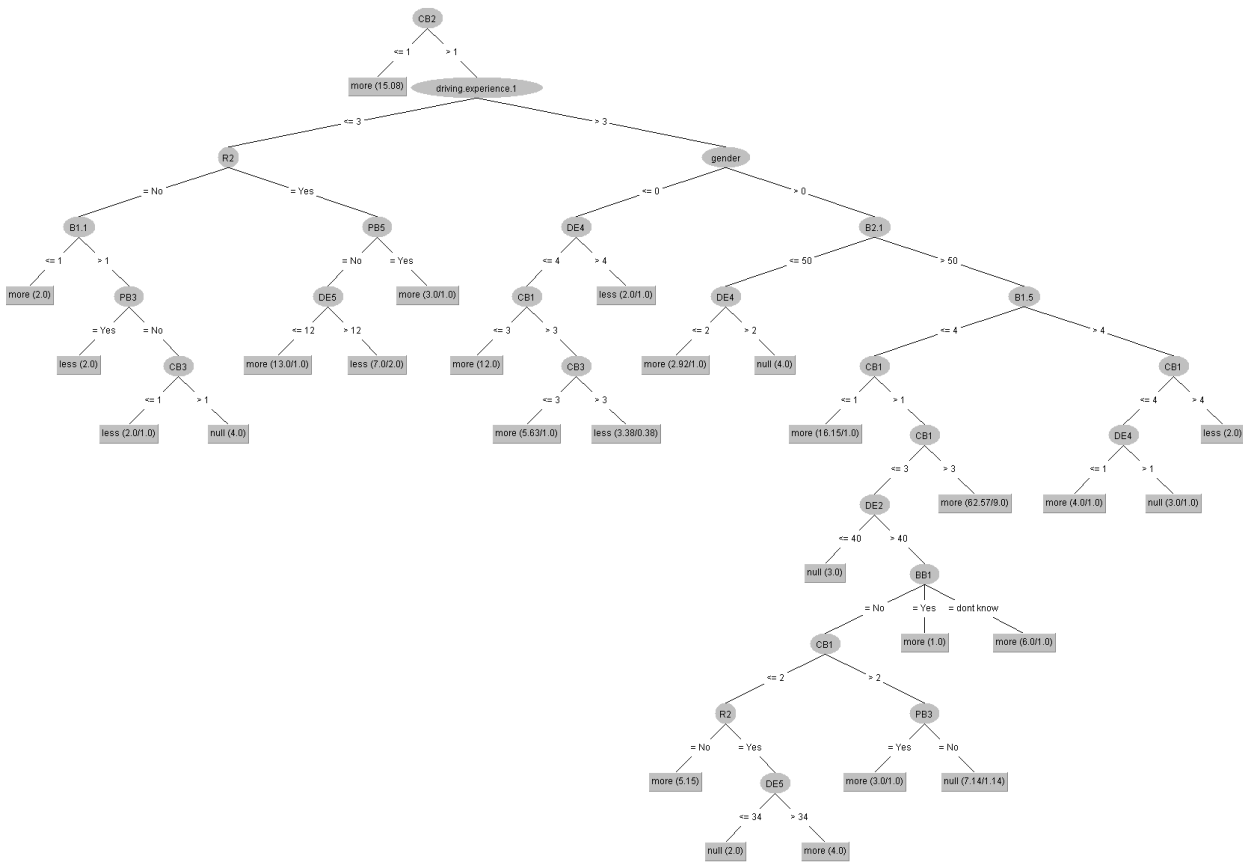 CB2
<= 1 > 1
more (15.08) driving.experience.1
<= 3 > 3
R2 gender
= No = Yes <= 0 > 0
B1.1 PB5 DE4 B2.1
<= 1 > 1 = No = Yes <= 4 > 4 <= 50 > 50
more (2.0) PB3 DE5 more (3.0/1.0) CB1 less (2.0/1.0) DE4 B1.5
= Yes = No <= 12 > 12 <= 3 > 3 <= 2 > 2 <= 4 > 4
less (2.0) CB3 more (13.0/1.0) less (7.0/2.0) more (12.0) CB3 more (2.92/1.0) null (4.0) CB1 CB1
<= 1 > 1 <= 3 > 3 <= 1 > 1 <= 4 > 4
less (2.0/1.0) null (4.0) more (5.63/1.0) less (3.38/0.38) more (16.15/1.0) CB1 DE4 less (2.0)
<= 3 > 3 <= 1 > 1
DE2 more (62.57/9.0) more (4.0/1.0) null (3.0/1.0)
<= 40 > 40
null (3.0) BB1
= No = Yes = dont know
CB1 more (1.0) more (6.0/1.0)
<= 2 > 2
R2 PB3
= No = Yes = Yes = No
more (5.15) DE5 more (3.0/1.0) null (7.14/1.14)
<= 34 > 34
null (2.0) more (4.0)